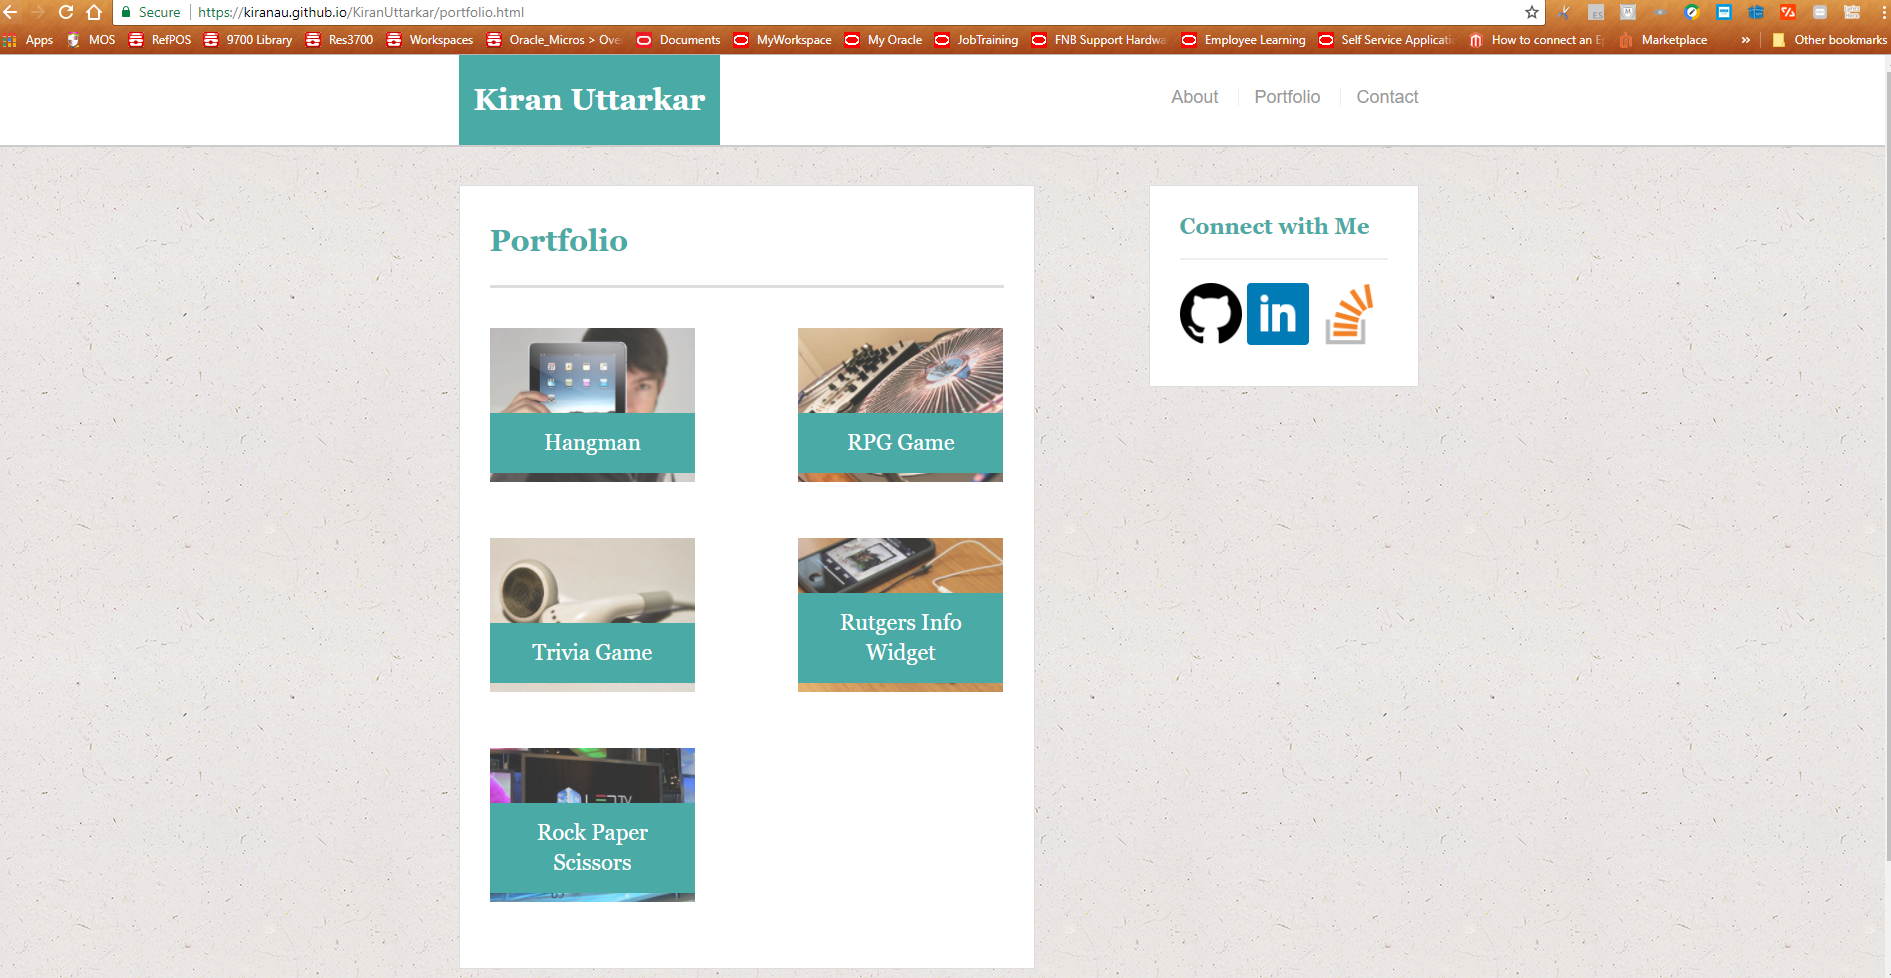 Secure https://kiranau.github.io/KiranUttarkar/portfolio.html
Apps MOS RefPOS 9700 Library Res3700 Workspaces Oracle_Micros > Ove Documents MyWorkspace My Oracle JobTraining FNB Support Hardwa Employee Learning Self Service Applicati How to connect an E Marketplace » Other bookmarks
Kiran Uttarkar
About Portfolio Contact
Portfolio
Connect with Me
in
Hangman
RPG Game
Trivia Game
Rutgers Info
Widget
LED TV
Rock Paper
Scissors